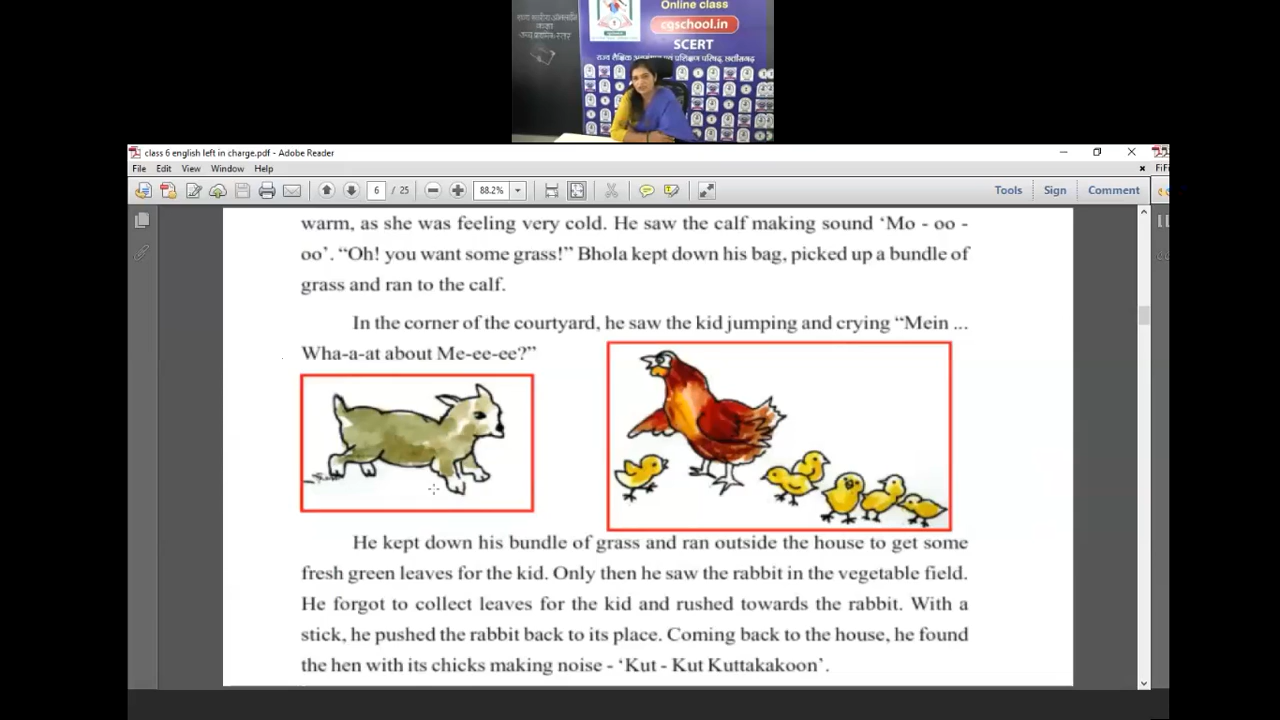 Online class
cgschool.in
SCERT
राज्य शैक्षिक अनुसंधान एवं प्रशिक्षण परिषद्, छत्तीसगढ़
class 6 english left in charge.pdf - Adobe Reader
File Edit View Window Help
6 / 25 88.2% Tools Sign Comment
warm, as she was feeling very cold. He saw the calf making sound ‘Mo - oo -
oo’. “Oh! you want some grass!” Bhola kept down his bag, picked up a bundle of
grass and ran to the calf.
In the corner of the courtyard, he saw the kid jumping and crying “Mein ...
Wha-a-at about Me-ee-ee?”
He kept down his bundle of grass and ran outside the house to get some
fresh green leaves for the kid. Only then he saw the rabbit in the vegetable field.
He forgot to collect leaves for the kid and rushed towards the rabbit. With a
stick, he pushed the rabbit back to its place. Coming back to the house, he found
the hen with its chicks making noise - ‘Kut - Kut Kuttakakoon’.